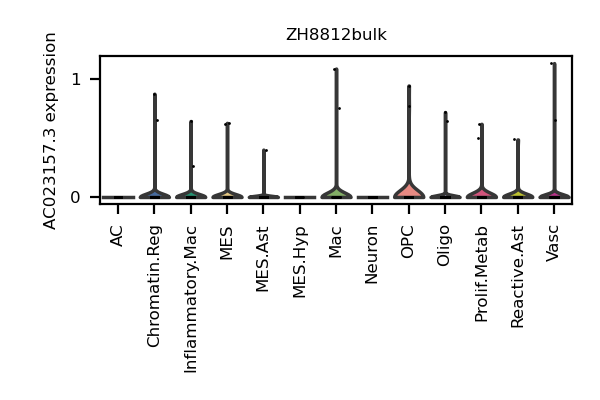 ZH8812bulk
AC023157.3 expression
1
0
AC
Chromatin.Reg
Inflammatory.Mac
MES
MES.Ast
MES.Hyp
Mac
Neuron
OPC
Oligo
Prolif.Metab
Reactive.Ast
Vasc